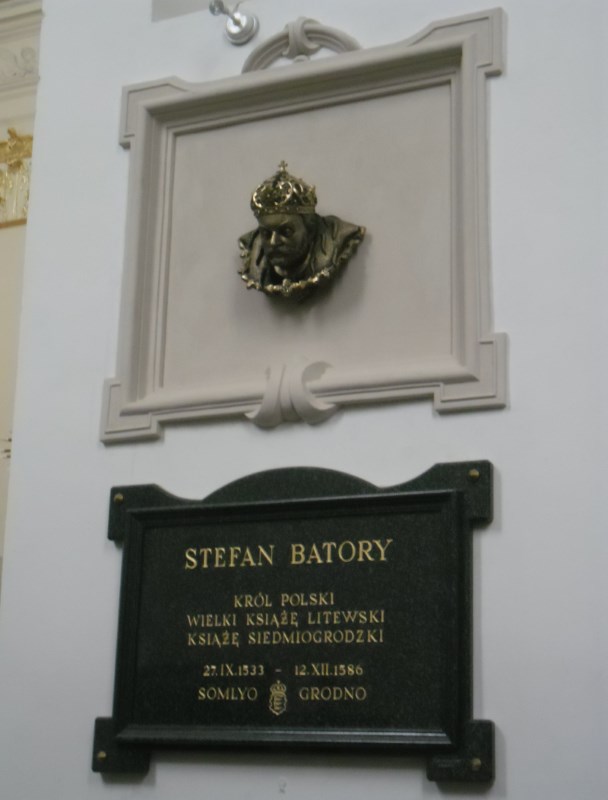 STEFAN BATORY
KRÓL POLSKI
WIELKI KSIĄŻĘ LITEWSKI
KSIĄŻĘ SIEDMIOGRODZKI
27.IX.1533 – 12.XII.1586
SOMLYO GRODNO